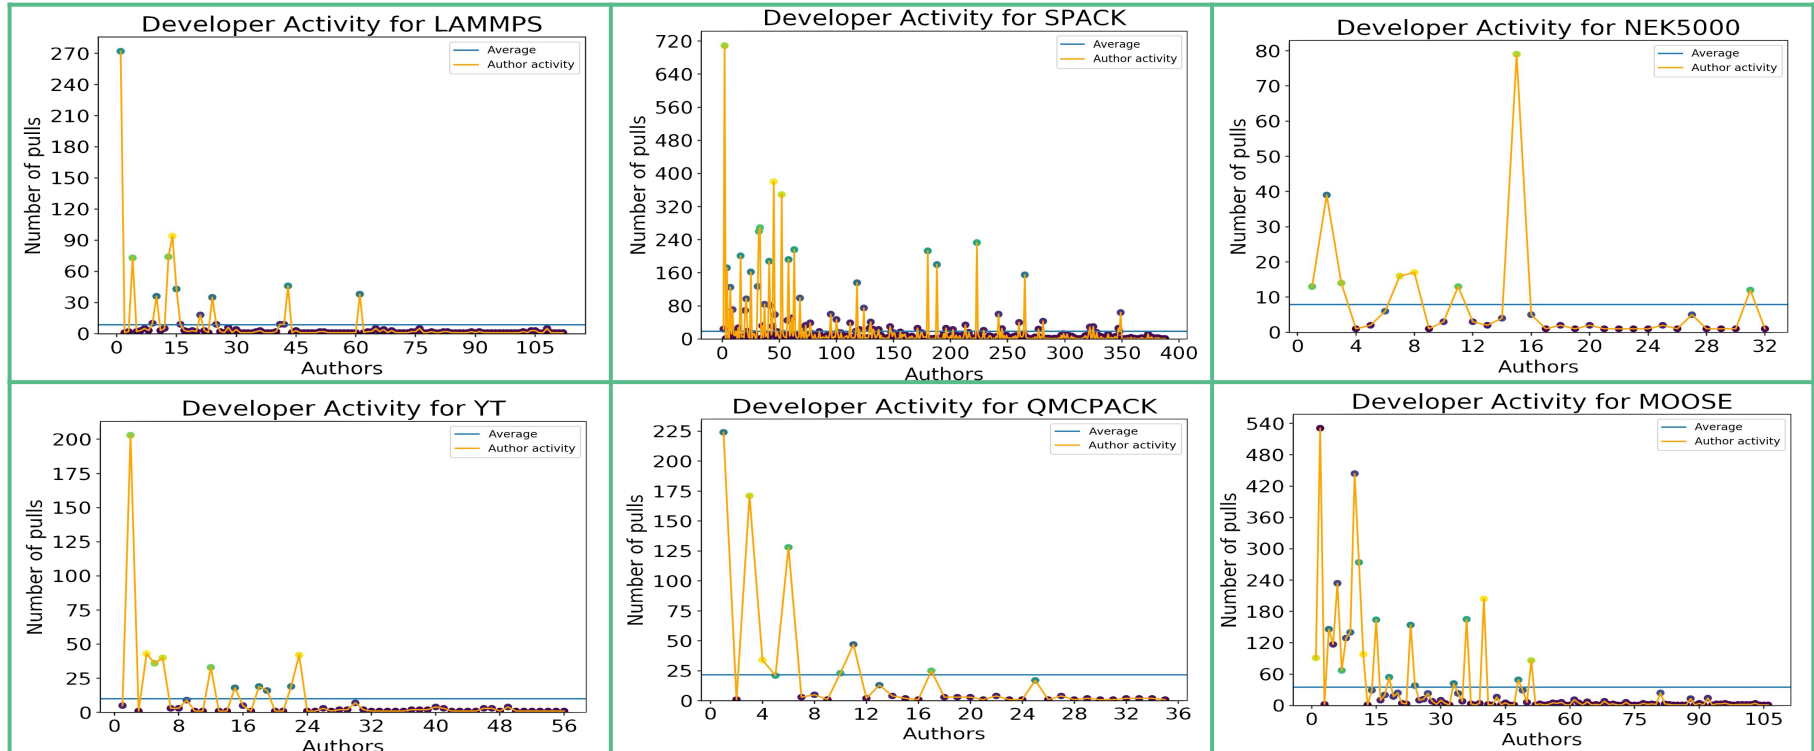 Developer Activity for LAMMPS
Average
Author activity
Number of pulls
270
240
210
180
150
120
90
60
30
0
0 15 30 45 60 75 90 105
Authors
Developer Activity for SPACK
Average
Author activity
Number of pulls
720
640
560
480
400
320
240
160
80
0
0 50 100 150 200 250 300 350 400
Authors
Developer Activity for NEK5000
Average
Author activity
Number of pulls
80
70
60
50
40
30
20
10
0
0 4 8 12 16 20 24 28 32
Authors
Developer Activity for YT
Average
Author activity
Number of pulls
200
175
150
125
100
75
50
25
0
0 8 16 24 32 40 48 56
Authors
Developer Activity for QMCPACK
Average
Author activity
Number of pulls
225
200
175
150
125
100
75
50
25
0
0 4 8 12 16 20 24 28 32 36
Authors
Developer Activity for MOOSE
Average
Author activity
Number of pulls
540
480
420
360
300
240
180
120
60
0
0 15 30 45 60 75 90 105
Authors